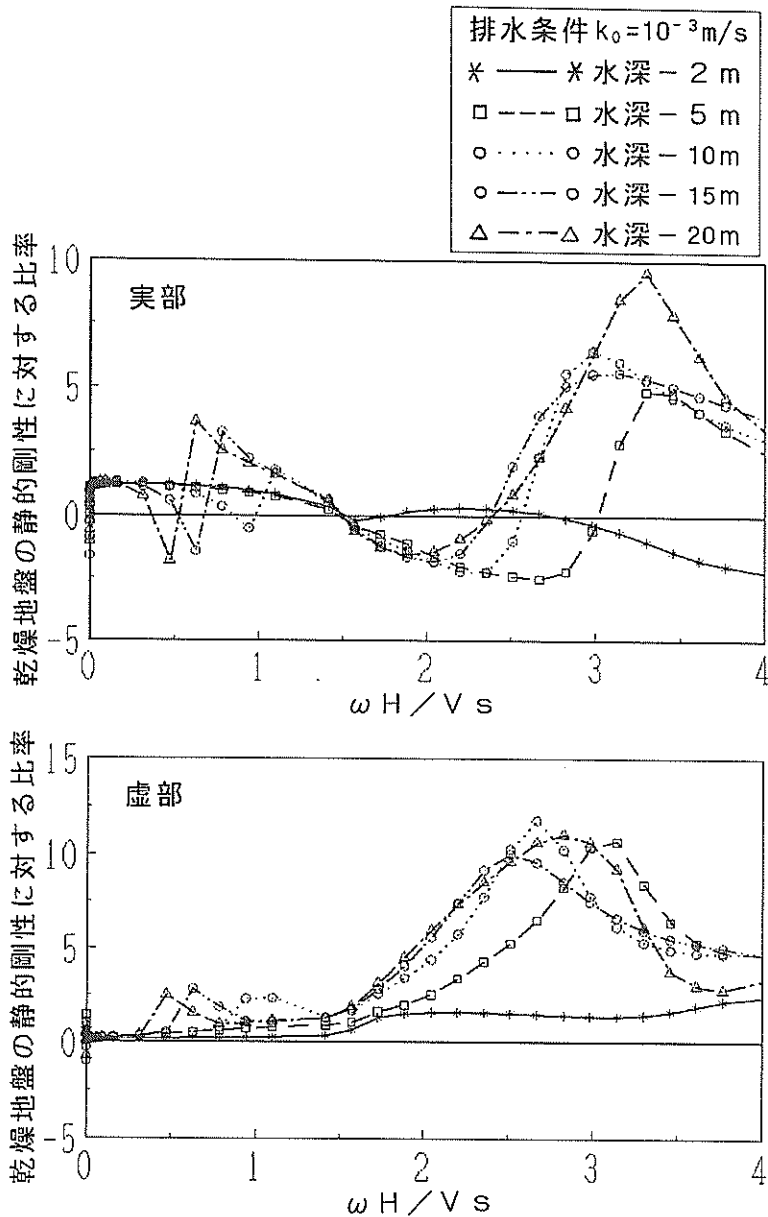 排水条件 k₀=10⁻³m/s
水深－2m
水深－5m
水深－10m
水深－15m
水深－20m
乾燥地盤の静的剛性に対する比率
実部
10
5
0
-5
0 1 2 3 4
ωH/Vs
乾燥地盤の静的剛性に対する比率
虚部
15
10
5
0
-5
0 1 2 3 4
ωH/Vs